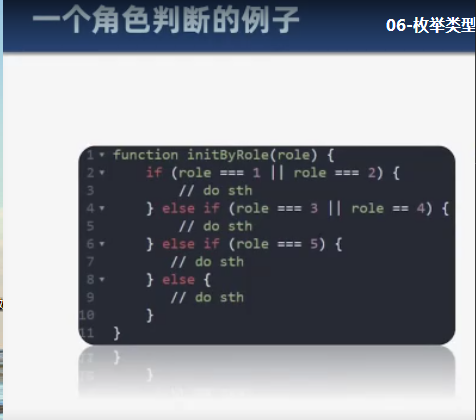 一个角色判断的例子
06-枚举类型
1 function initByRole(role) {
2 if (role === 1 || role === 2) {
3 // do sth
4 } else if (role === 3 || role == 4) {
5 // do sth
6 } else if (role === 5) {
7 // do sth
8 } else {
9 // do sth
10 }
11 }